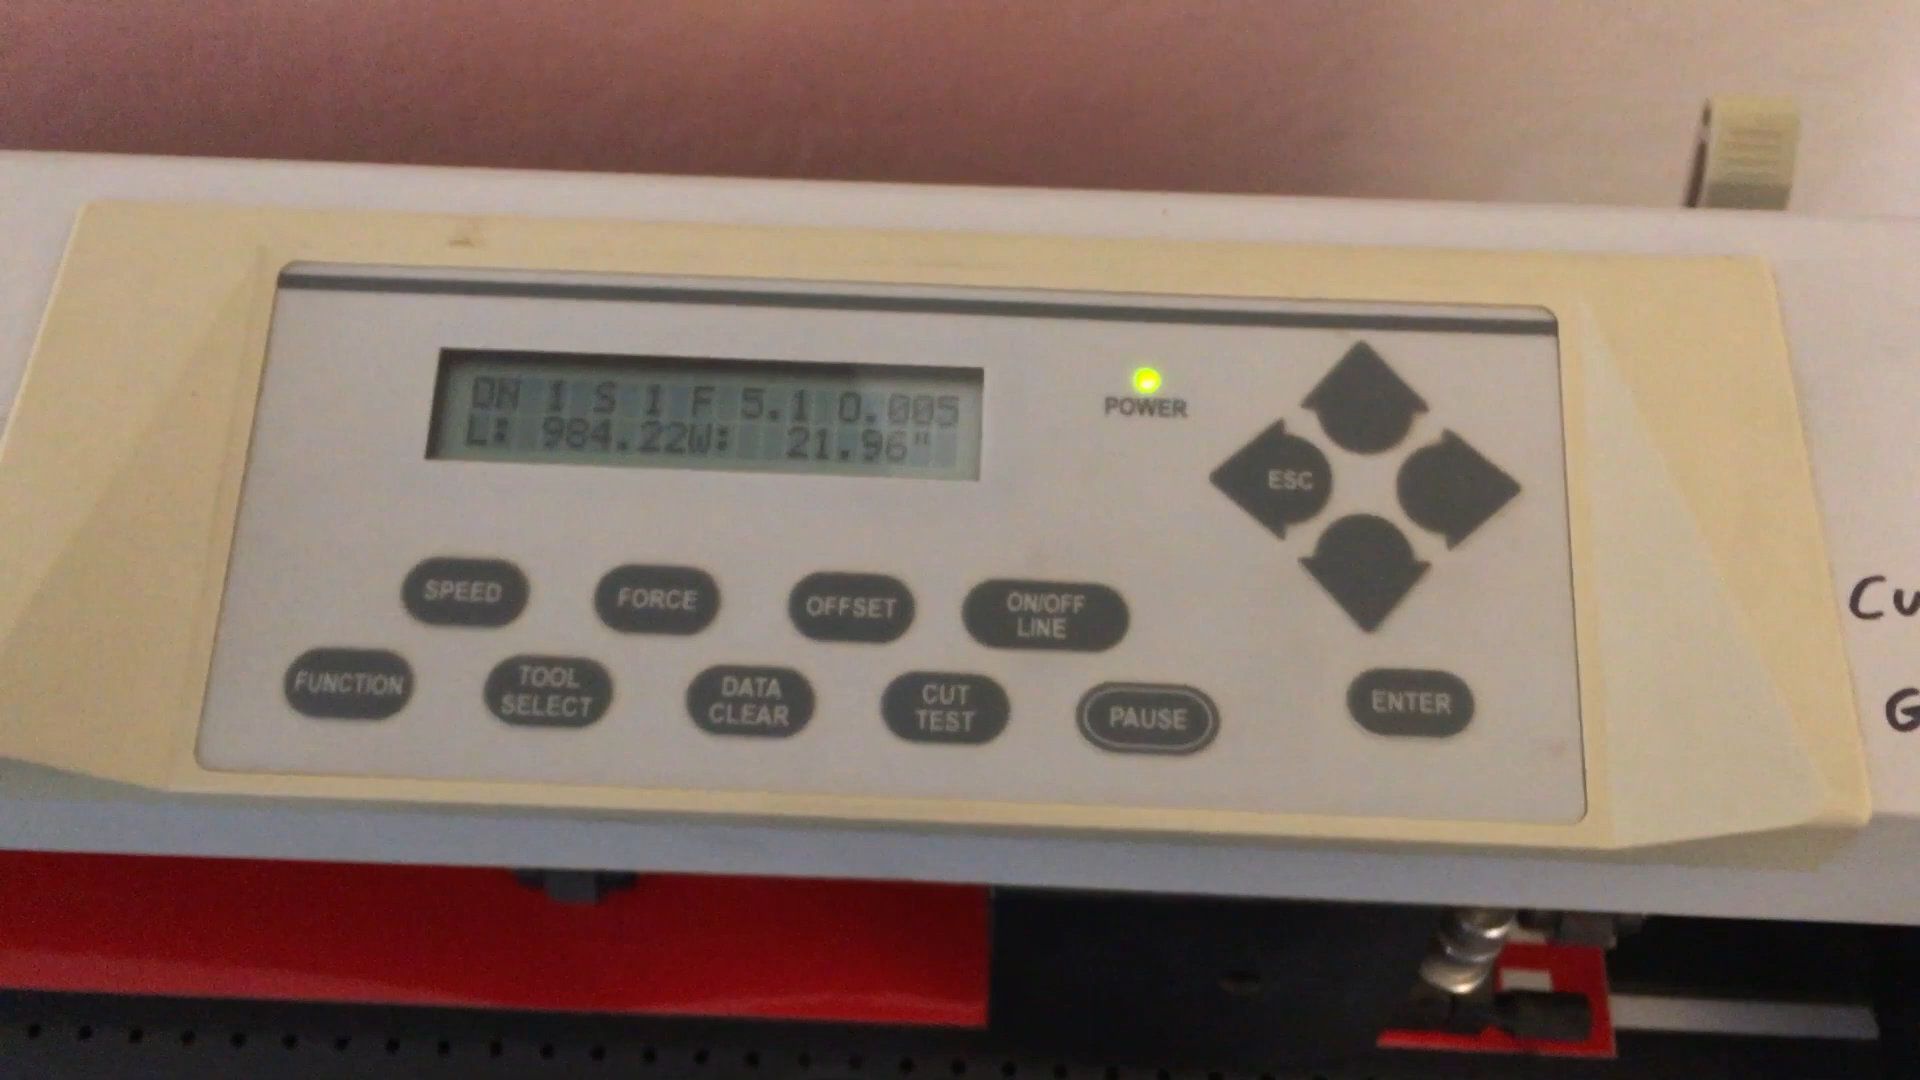 DN 1 S 1 F 5.1 0.005
L: 984.22W: 21.96"
POWER
ESC
SPEED FORCE OFFSET ON/OFF LINE
FUNCTION TOOL SELECT DATA CLEAR CUT TEST PAUSE ENTER
Cu
G